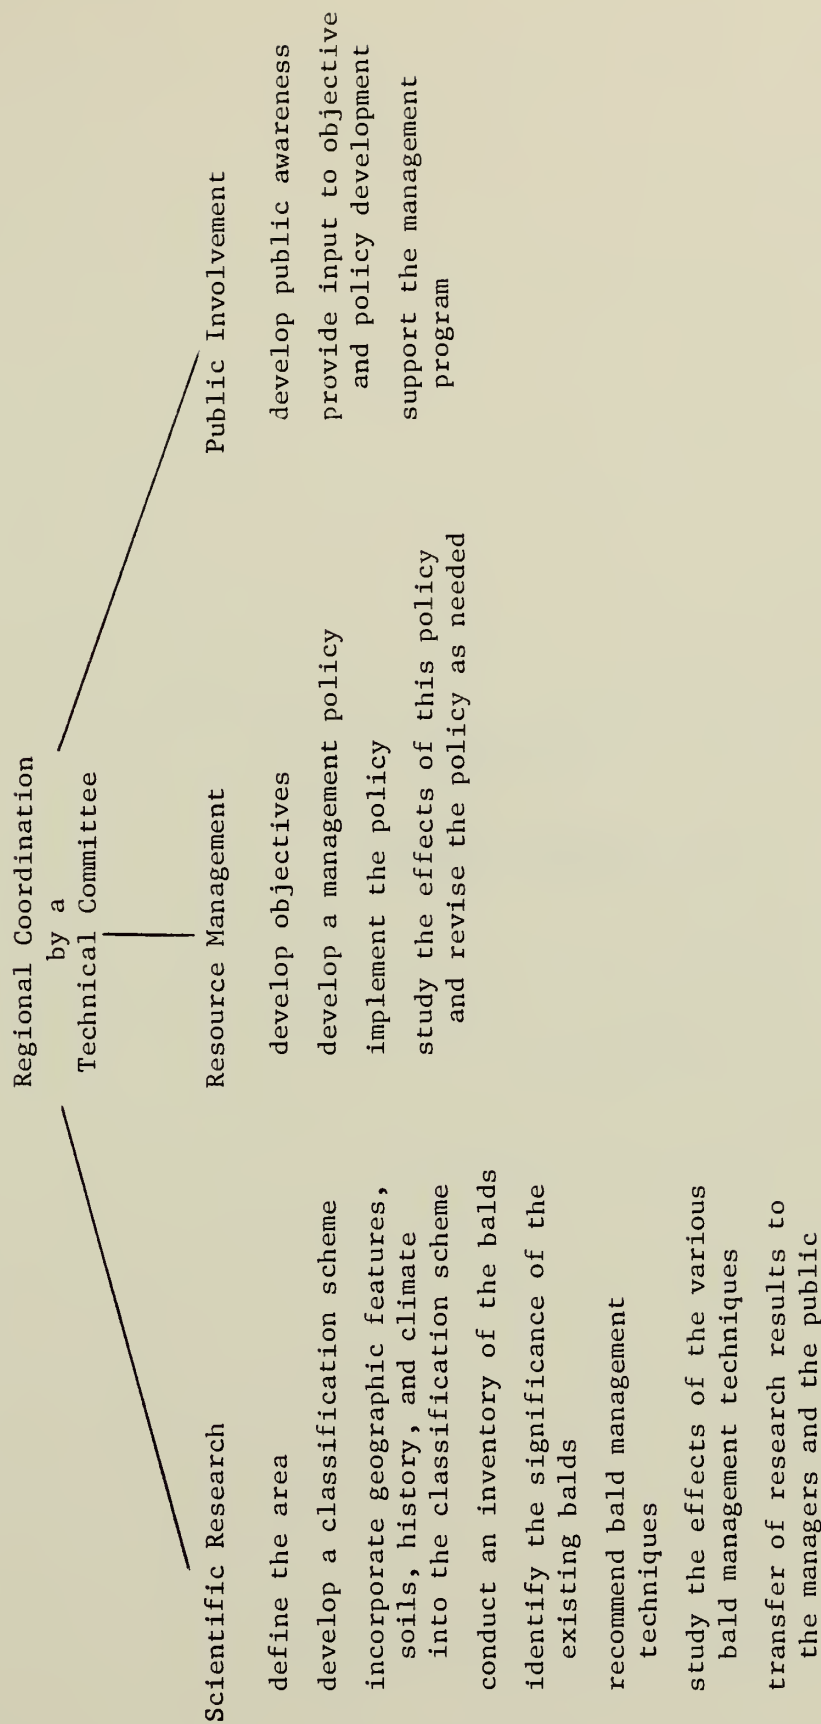 Regional Coordination
by a
Technical Committee
Scientific Research
define the area
develop a classification scheme
incorporate geographic features,
soils, history, and climate
into the classification scheme
conduct an inventory of the balds
identify the significance of the
existing balds
recommend bald management
techniques
study the effects of the various
bald management techniques
transfer of research results to
the managers and the public
Resource Management
develop objectives
develop a management policy
implement the policy
study the effects of this policy
and revise the policy as needed
Public Involvement
develop public awareness
provide input to objective
and policy development
support the management
program